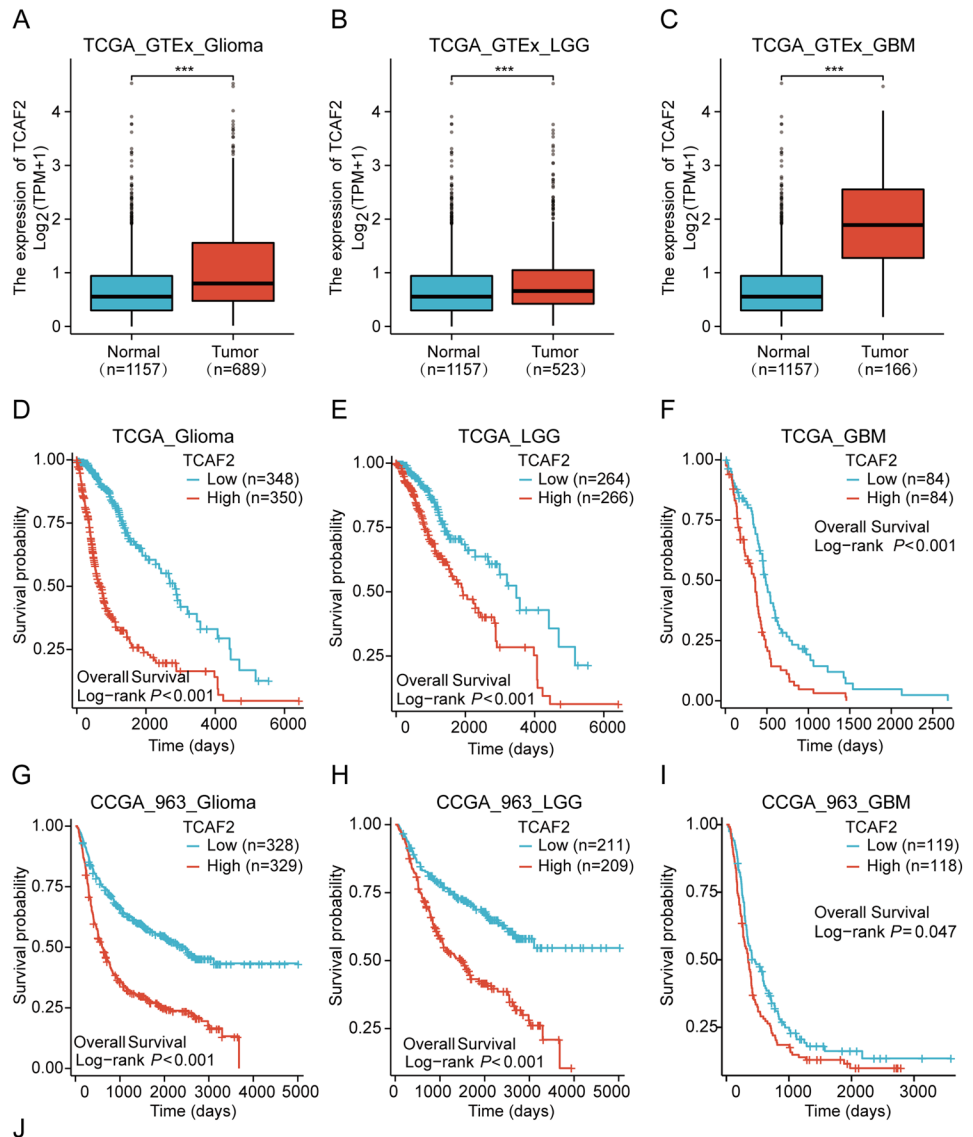 A
TCGA_GTEx_Glioma
***
The expression of TCAF2
Log2(TPM+1)
4
3
2
1
0
Normal
(n=1157)
Tumor
(n=689)
B
TCGA_GTEx_LGG
***
The expression of TCAF2
Log2(TPM+1)
4
3
2
1
0
Normal
(n=1157)
Tumor
(n=523)
C
TCGA_GTEx_GBM
***
The expression of TCAF2
Log2(TPM+1)
4
3
2
1
0
Normal
(n=1157)
Tumor
(n=166)
D
TCGA_Glioma
TCAF2
Low (n=348)
High (n=350)
Survival probability
1.00
0.75
0.50
0.25
Overall Survival
Log-rank P<0.001
0 2000 4000 6000
Time (days)
E
TCGA_LGG
TCAF2
Low (n=264)
High (n=266)
Survival probability
1.00
0.75
0.50
0.25
Overall Survival
Log-rank P<0.001
0 2000 4000 6000
Time (days)
F
TCGA_GBM
TCAF2
Low (n=84)
High (n=84)
Overall Survival
Log-rank P<0.001
Survival probability
1.00
0.75
0.50
0.25
0.00
0 500 1000 1500 2000 2500
Time (days)
G
CCGA_963_Glioma
TCAF2
Low (n=328)
High (n=329)
Survival probability
1.00
0.75
0.50
0.25
0.00
Overall Survival
Log-rank P<0.001
0 1000 2000 3000 4000 5000
Time (days)
H
CCGA_963_LGG
TCAF2
Low (n=211)
High (n=209)
Survival probability
1.00
0.75
0.50
0.25
Overall Survival
Log-rank P<0.001
0 1000 2000 3000 4000 5000
Time (days)
I
CCGA_963_GBM
TCAF2
Low (n=119)
High (n=118)
Overall Survival
Log-rank P=0.047
Survival probability
1.00
0.75
0.50
0.25
0 1000 2000 3000
Time (days)
J